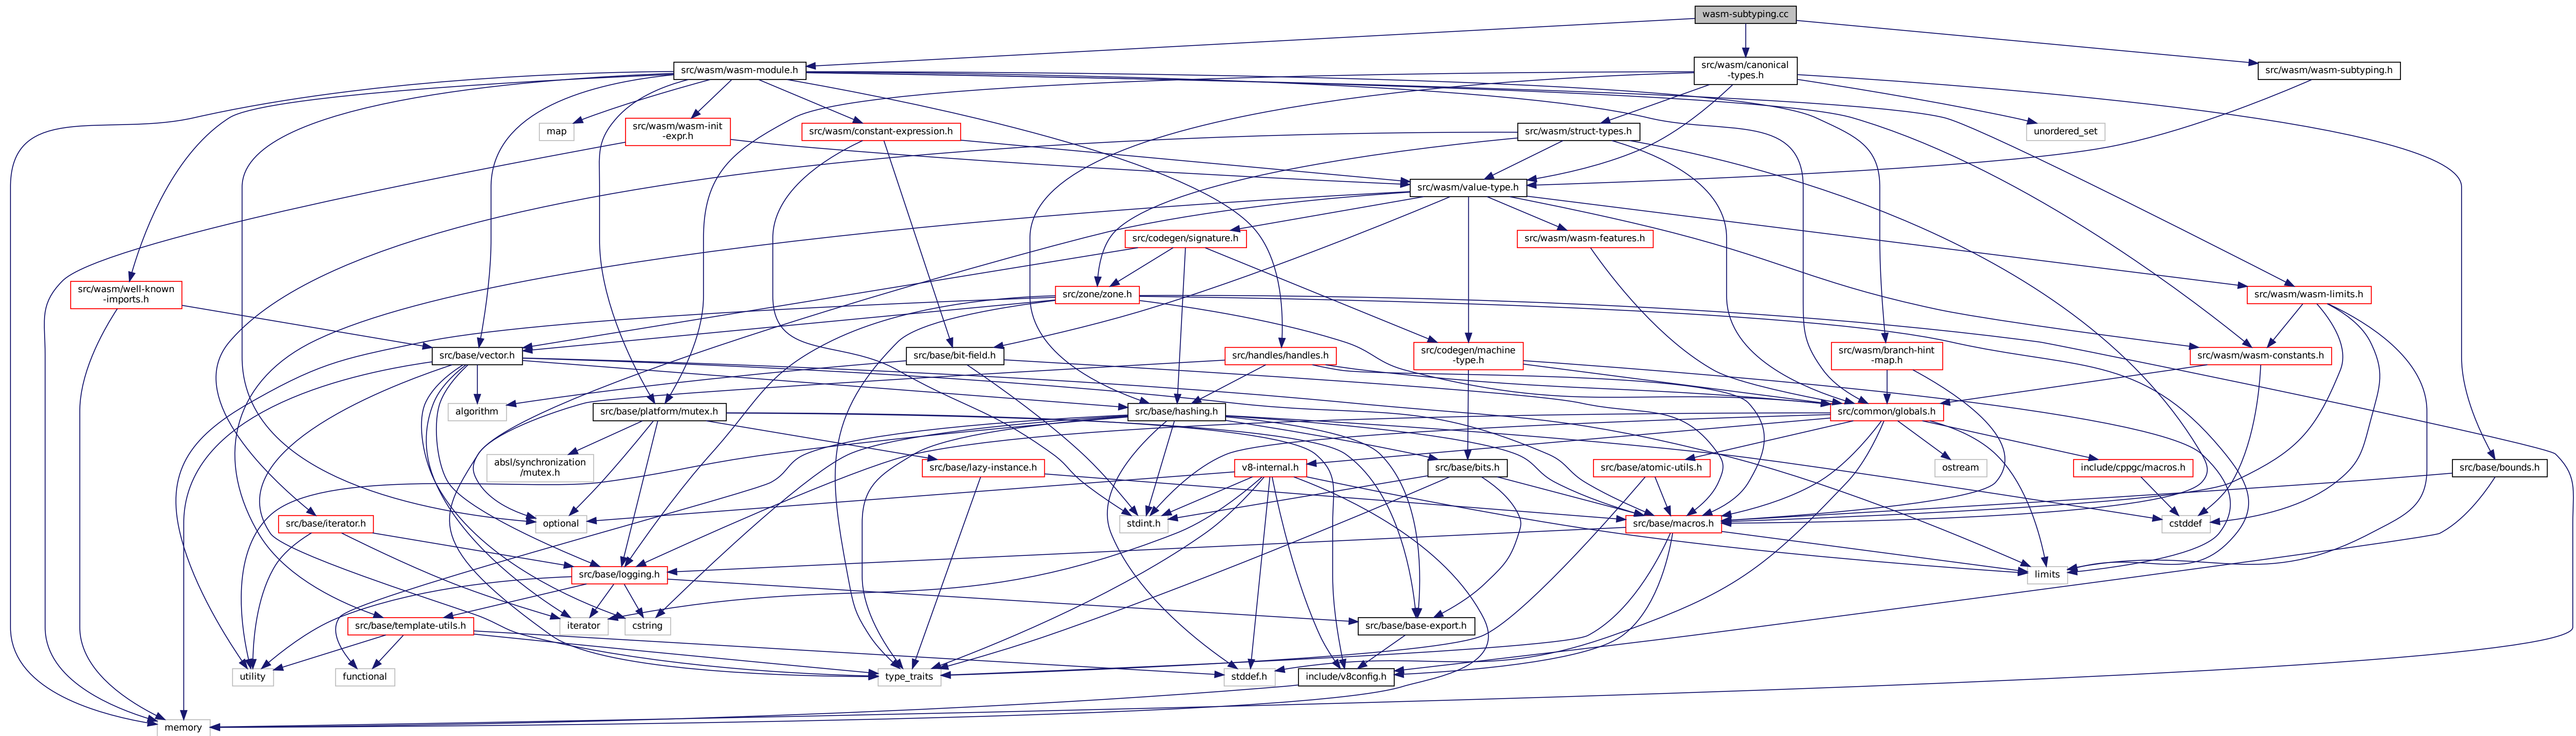 wasm-subtyping.cc
src/wasm/wasm-module.h
src/wasm/canonical
-types.h
src/wasm/wasm-subtyping.h
map
src/wasm/wasm-init
-expr.h
src/wasm/constant-expression.h
src/wasm/struct-types.h
unordered_set
src/wasm/value-type.h
src/codegen/signature.h
src/wasm/wasm-features.h
src/wasm/well-known
-imports.h
src/zone/zone.h
src/wasm/wasm-limits.h
src/base/vector.h
src/base/bit-field.h
src/handles/handles.h
src/codegen/machine
-type.h
src/wasm/branch-hint
-map.h
src/wasm/wasm-constants.h
algorithm
src/base/platform/mutex.h
src/base/hashing.h
src/common/globals.h
absl/synchronization
/mutex.h
src/base/lazy-instance.h
v8-internal.h
src/base/bits.h
src/base/atomic-utils.h
ostream
include/cppgc/macros.h
src/base/bounds.h
src/base/iterator.h
optional
stdint.h
src/base/macros.h
cstddef
src/base/logging.h
limits
src/base/template-utils.h
iterator
cstring
src/base/base-export.h
utility
functional
type_traits
stddef.h
include/v8config.h
memory